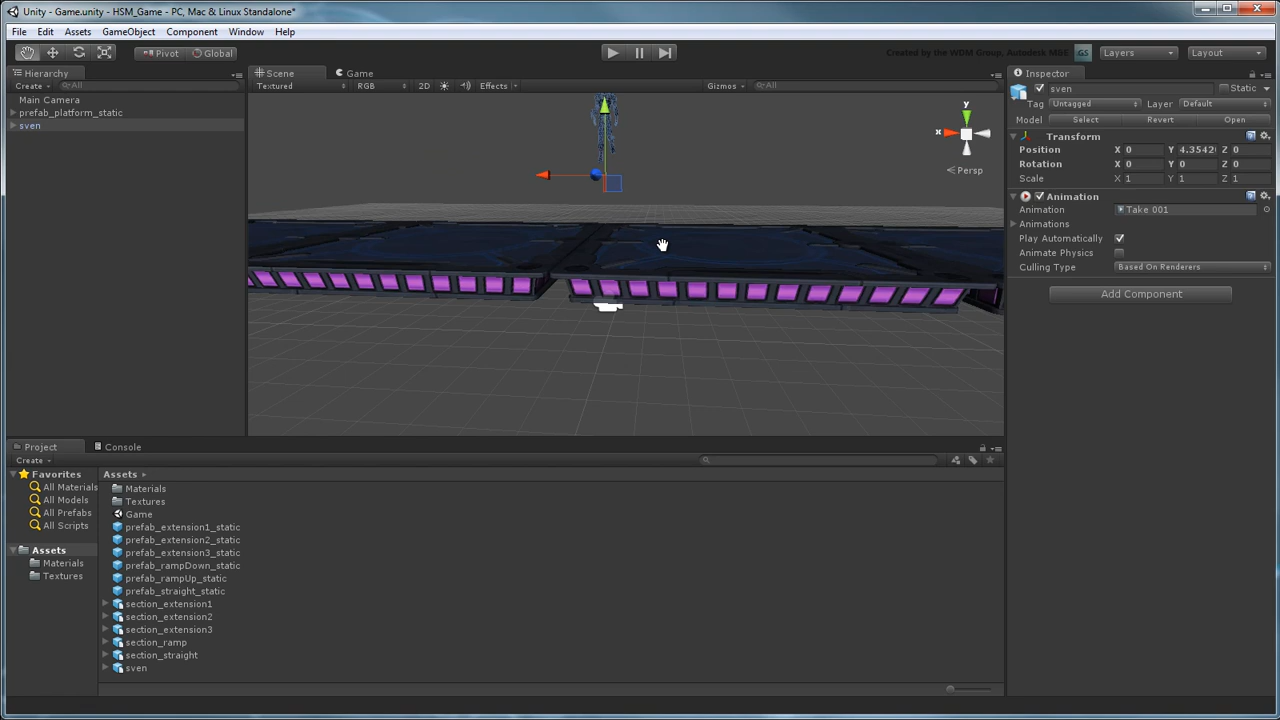 Unity - Game.unity - HSM_Game - PC, Mac & Linux Standalone*
File Edit Assets GameObject Component Window Help
Pivot Global Created by the WDM Group, Autodesk M&E GS Layers Layout
Hierarchy Scene Game Inspector
Create All Textured RGB 2D Effects Gizmos All sven Static
Main Camera Tag Untagged Layer Default
prefab_platform_static Model Select Revert Open
sven y x Transform
Position X 0 Y 4.3542 Z 0
Rotation X 0 Y 0 Z 0
Persp Scale X 1 Y 1 Z 1
Animation
Animation Take 001
Animations
Play Automatically
Animate Physics
Culling Type Based On Renderers
Add Component
Project Console
Create
Favorites Assets
All Materials Materials
All Models Textures
All Prefabs Game
All Scripts prefab_extension1_static
prefab_extension2_static
Assets prefab_extension3_static
Materials prefab_rampDown_static
Textures prefab_rampUp_static
prefab_straight_static
section_extension1
section_extension2
section_extension3
section_ramp
section_straight
sven